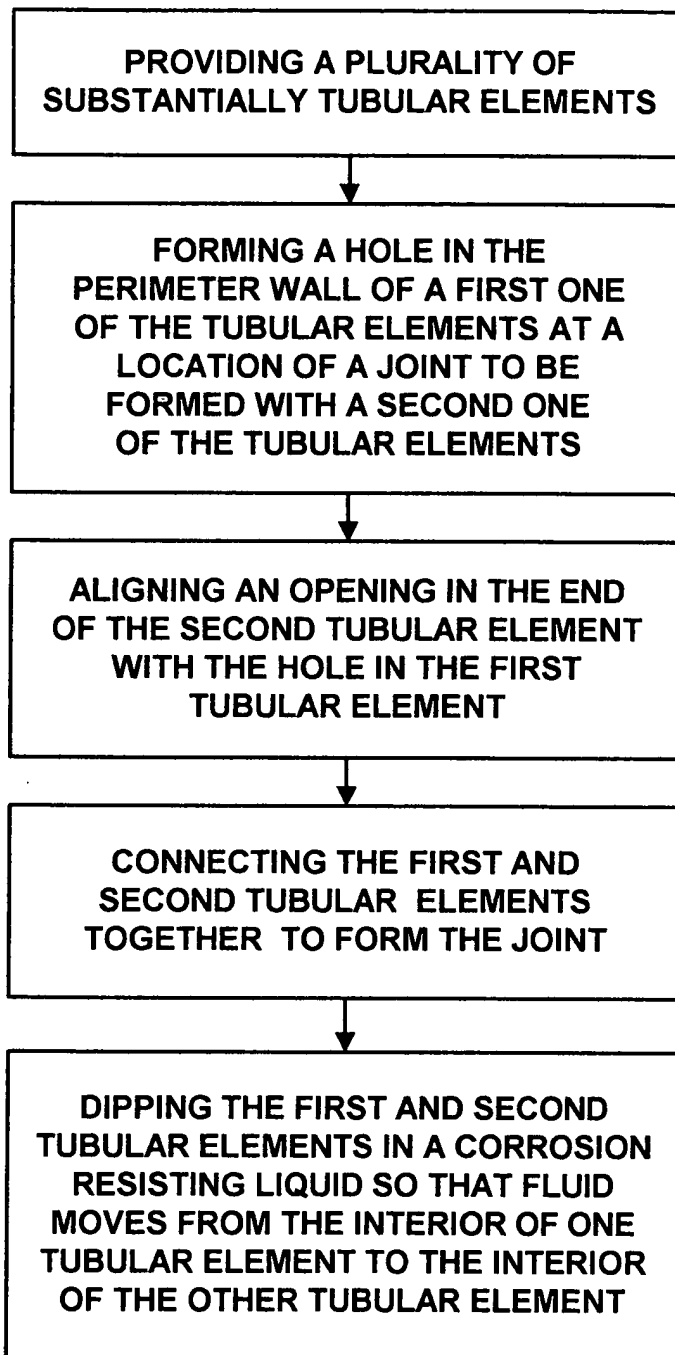 PROVIDING A PLURALITY OF
SUBSTANTIALLY TUBULAR ELEMENTS
FORMING A HOLE IN THE
PERIMETER WALL OF A FIRST ONE
OF THE TUBULAR ELEMENTS AT A
LOCATION OF A JOINT TO BE
FORMED WITH A SECOND ONE
OF THE TUBULAR ELEMENTS
ALIGNING AN OPENING IN THE END
OF THE SECOND TUBULAR ELEMENT
WITH THE HOLE IN THE FIRST
TUBULAR ELEMENT
CONNECTING THE FIRST AND
SECOND TUBULAR ELEMENTS
TOGETHER TO FORM THE JOINT
DIPPING THE FIRST AND SECOND
TUBULAR ELEMENTS IN A CORROSION
RESISTING LIQUID SO THAT FLUID
MOVES FROM THE INTERIOR OF ONE
TUBULAR ELEMENT TO THE INTERIOR
OF THE OTHER TUBULAR ELEMENT